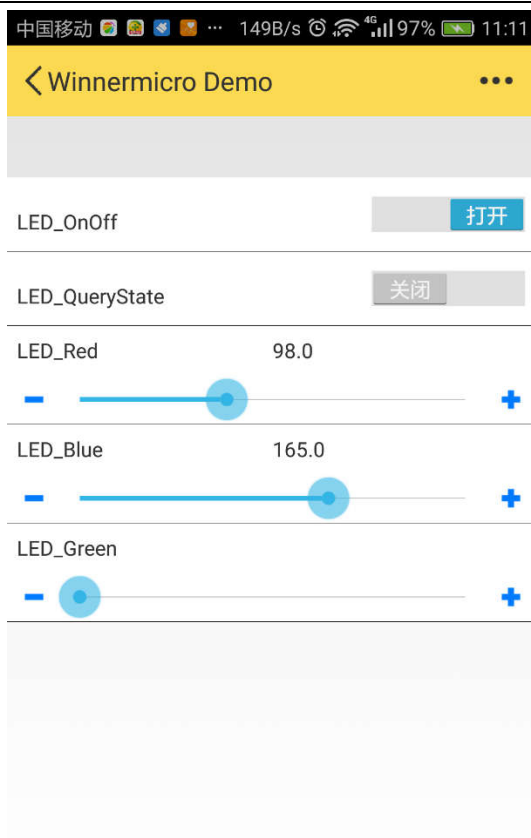 中国移动 ... 149B/s 4G 97% 11:11
Winnermicro Demo
LED_OnOff 打开
LED_QueryState 关闭
LED_Red 98.0
LED_Blue 165.0
LED_Green